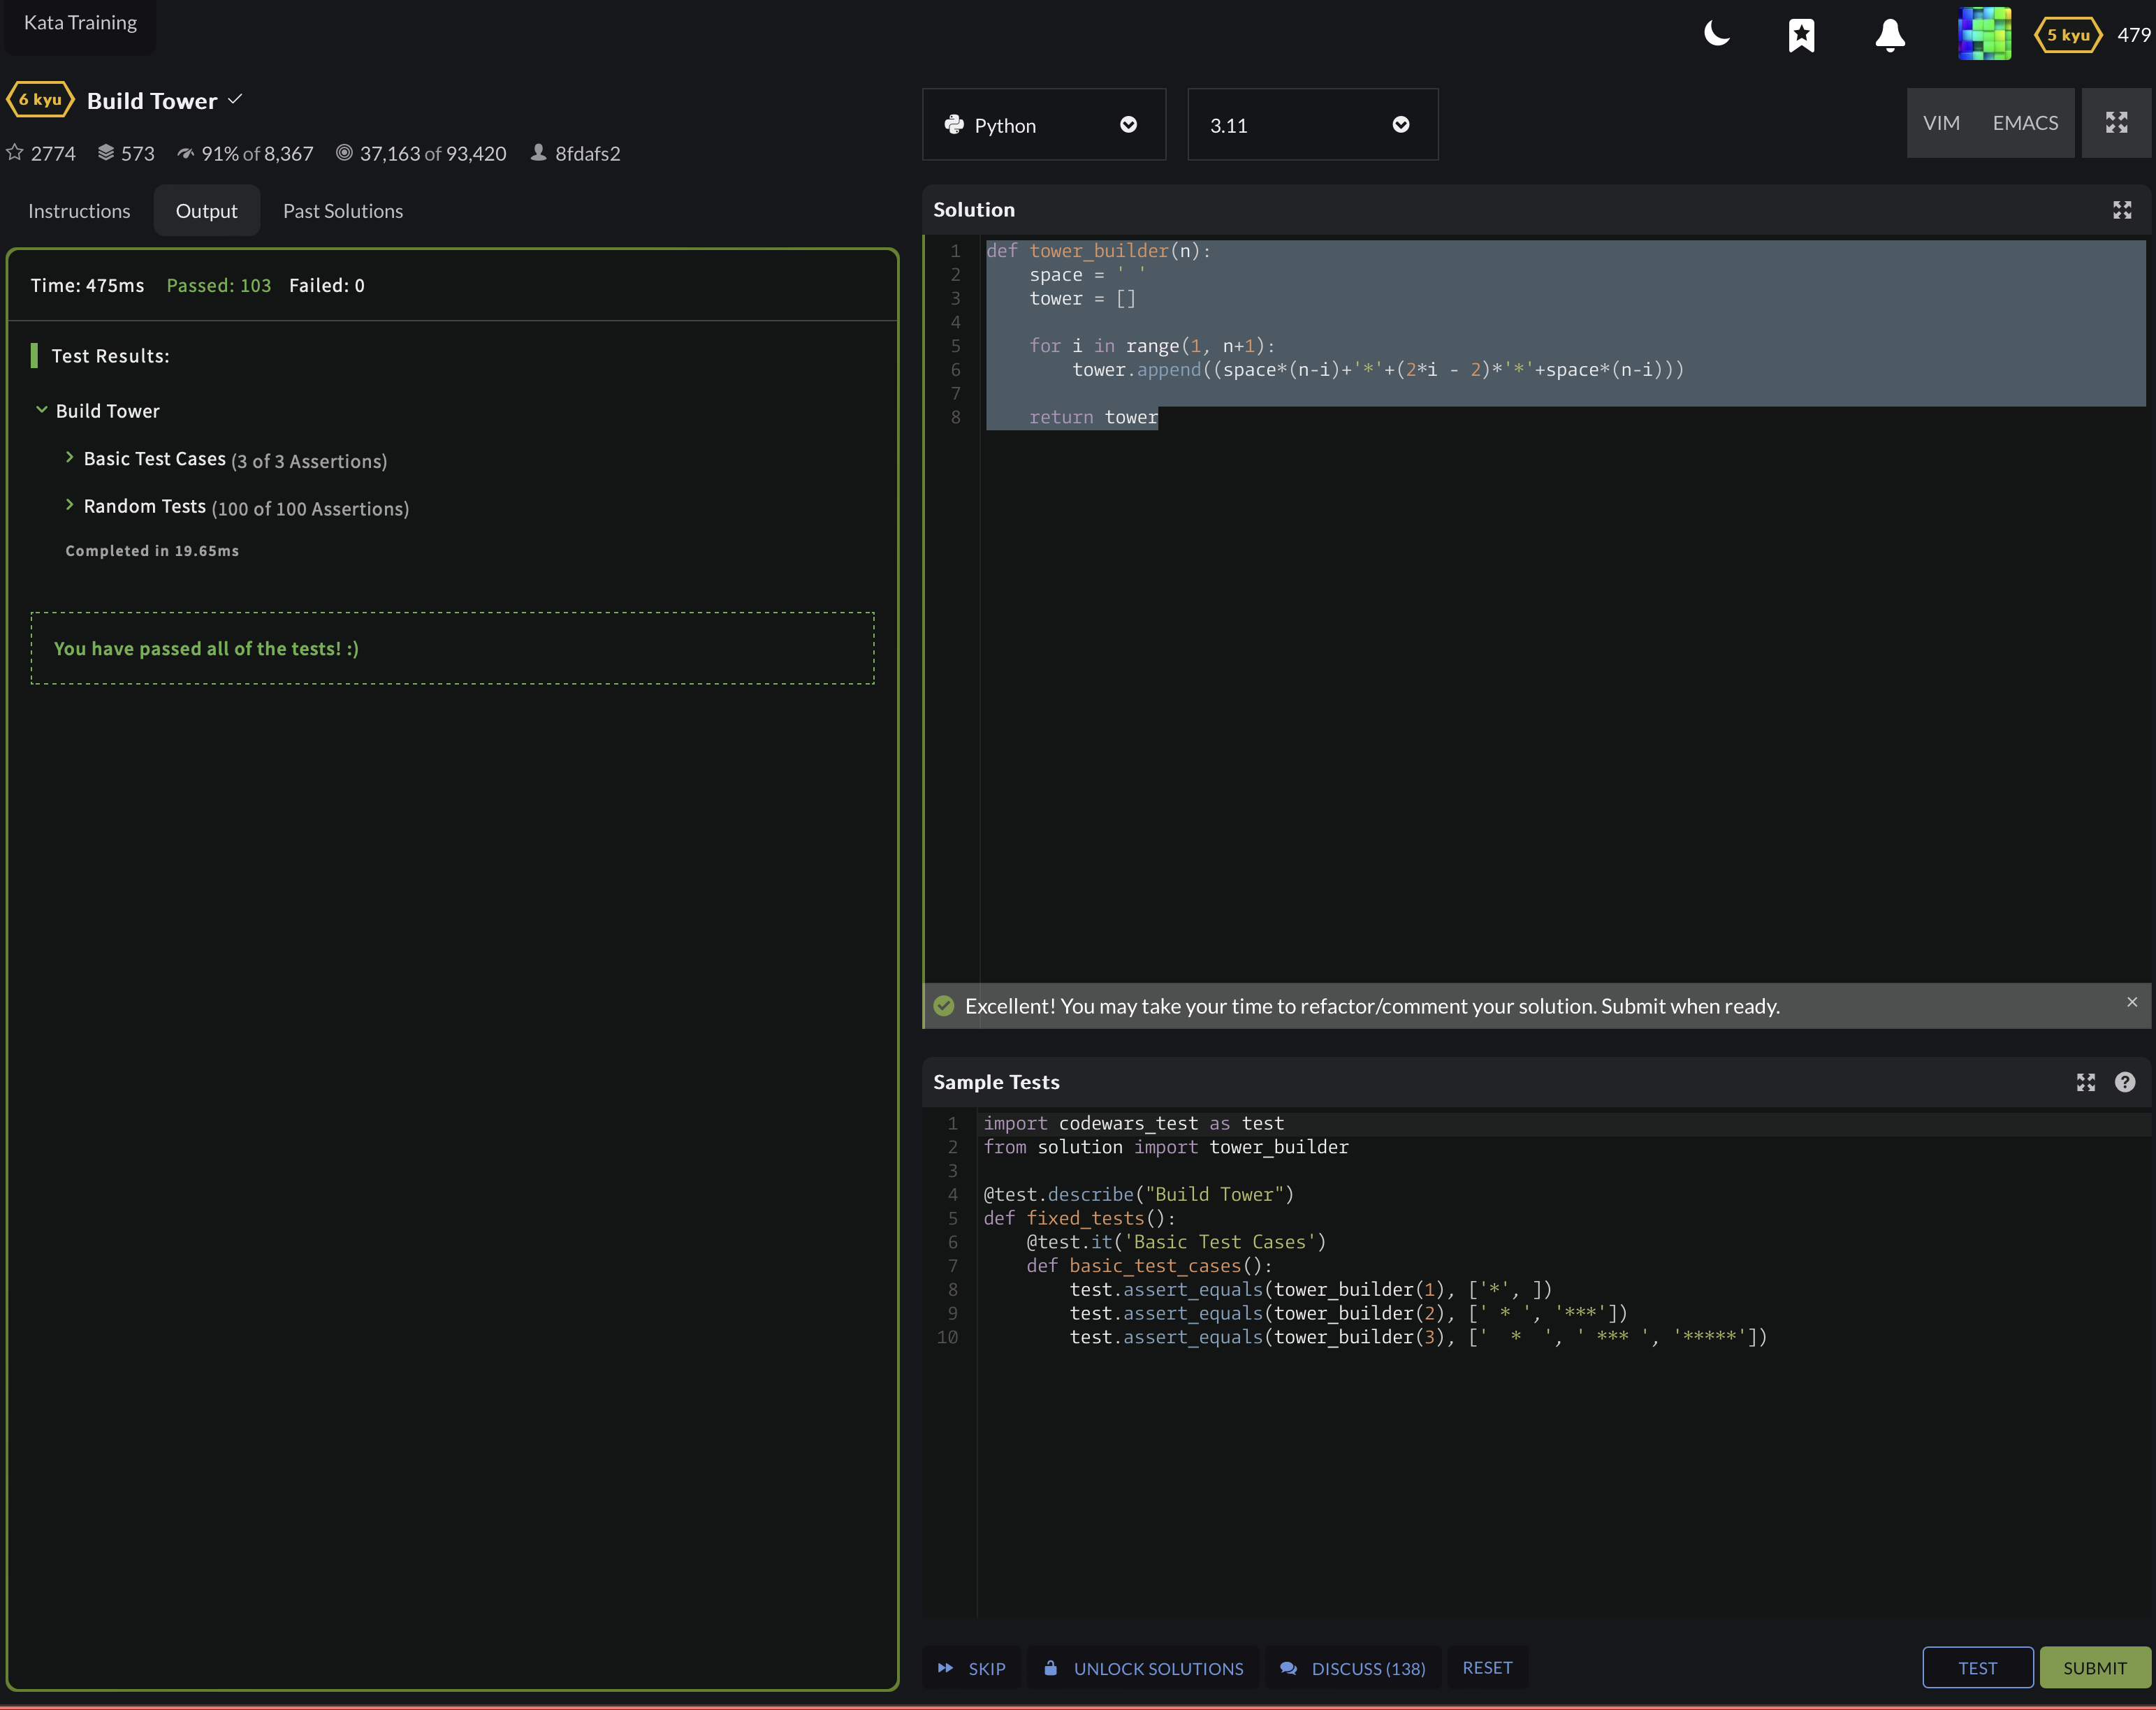 Kata Training
5 kyu 479
6 kyu Build Tower
2774 573 91% of 8,367 37,163 of 93,420 8fdafs2
Python 3.11 VIM EMACS
Instructions Output Past Solutions
Time: 475ms Passed: 103 Failed: 0
Test Results:
Build Tower
Basic Test Cases (3 of 3 Assertions)
Random Tests (100 of 100 Assertions)
Completed in 19.65ms
You have passed all of the tests! :)
Solution
1 def tower_builder(n):
2     space = ' '
3     tower = []
4
5     for i in range(1, n+1):
6         tower.append((space*(n-i)+'*'+(2*i - 2)*'*'+space*(n-i)))
7
8     return tower
Excellent! You may take your time to refactor/comment your solution. Submit when ready.
Sample Tests
1 import codewars_test as test
2 from solution import tower_builder
3
4 @test.describe("Build Tower")
5 def fixed_tests():
6     @test.it('Basic Test Cases')
7     def basic_test_cases():
8         test.assert_equals(tower_builder(1), ['*', ])
9         test.assert_equals(tower_builder(2), [' * ', '***'])
10         test.assert_equals(tower_builder(3), ['  *  ', ' *** ', '*****'])
SKIP UNLOCK SOLUTIONS DISCUSS (138) RESET TEST SUBMIT